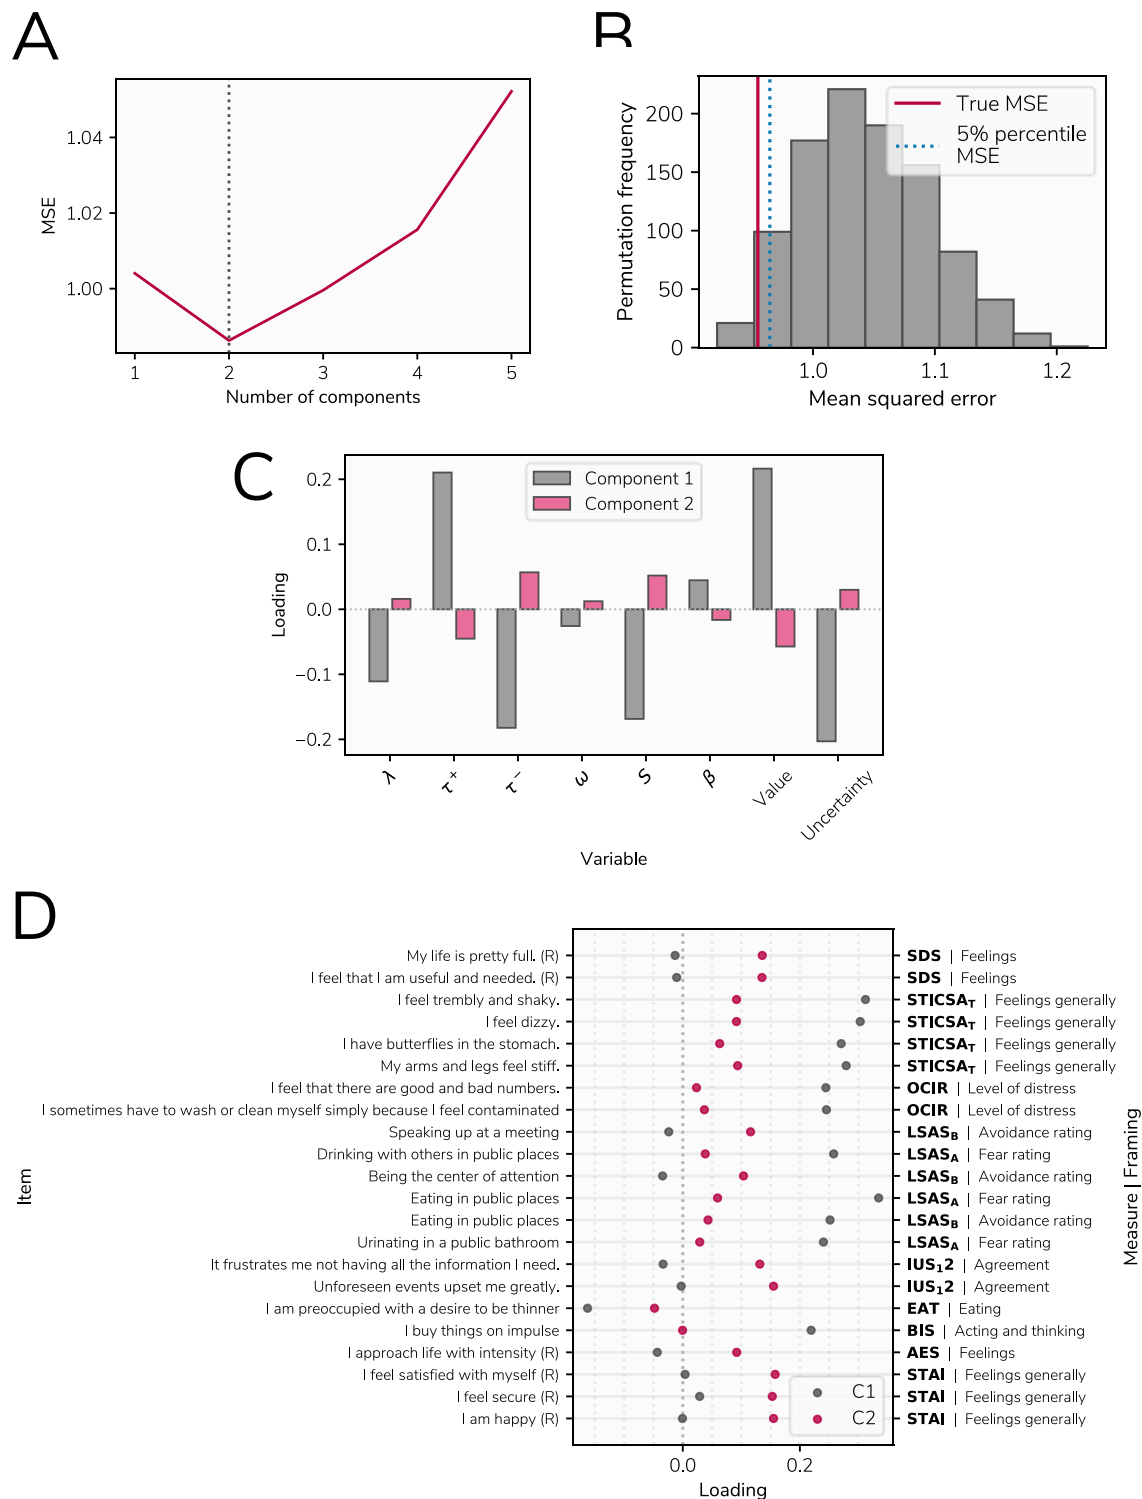 A
MSE
1.04
1.02
1.00
1 2 3 4 5
Number of components
B
Permutation frequency
200
150
100
50
0
True MSE
5% percentile
MSE
1.0 1.1 1.2
Mean squared error
C
Loading
0.2
0.1
0.0
−0.1
−0.2
Component 1
Component 2
λ τ⁺ τ⁻ ω S β Value Uncertainty
Variable
D
Item
My life is pretty full. (R) SDS | Feelings
I feel that I am useful and needed. (R) SDS | Feelings
I feel trembly and shaky. STICSA_T | Feelings generally
I feel dizzy. STICSA_T | Feelings generally
I have butterflies in the stomach. STICSA_T | Feelings generally
My arms and legs feel stiff. STICSA_T | Feelings generally
I feel that there are good and bad numbers. OCIR | Level of distress
I sometimes have to wash or clean myself simply because I feel contaminated OCIR | Level of distress
Speaking up at a meeting LSAS_B | Avoidance rating
Drinking with others in public places LSAS_A | Fear rating
Being the center of attention LSAS_B | Avoidance rating
Eating in public places LSAS_A | Fear rating
Eating in public places LSAS_B | Avoidance rating
Urinating in a public bathroom LSAS_A | Fear rating
It frustrates me not having all the information I need. IUS₁2 | Agreement
Unforeseen events upset me greatly. IUS₁2 | Agreement
I am preoccupied with a desire to be thinner EAT | Eating
I buy things on impulse BIS | Acting and thinking
I approach life with intensity (R) AES | Feelings
I feel satisfied with myself (R) STAI | Feelings generally
I feel secure (R) STAI | Feelings generally
I am happy (R) STAI | Feelings generally
Measure | Framing
C1
C2
0.0 0.2
Loading